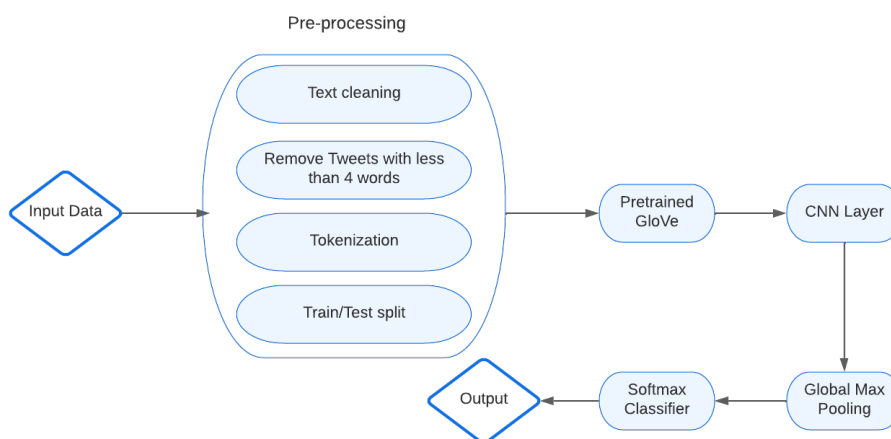 Pre-processing
Text cleaning
Remove Tweets with less
than 4 words
Tokenization
Train/Test split
Input Data
Pretrained
GloVe
CNN Layer
Global Max
Pooling
Softmax
Classifier
Output